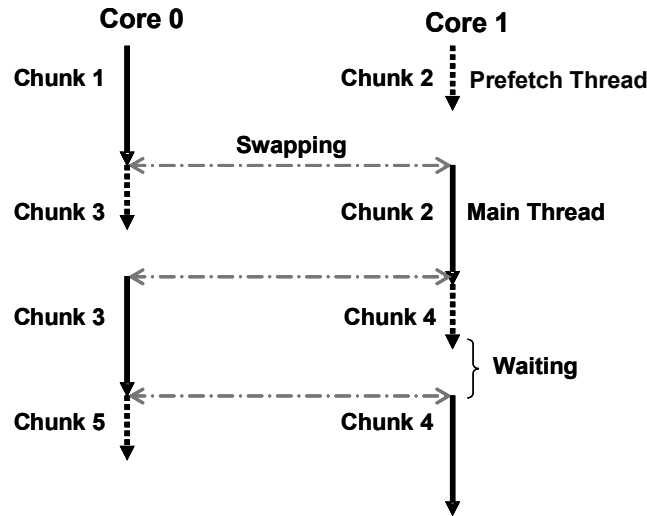 Core 0
Core 1
Chunk 1
Chunk 2
Prefetch Thread
Swapping
Chunk 3
Chunk 2
Main Thread
Chunk 3
Chunk 4
Waiting
Chunk 5
Chunk 4